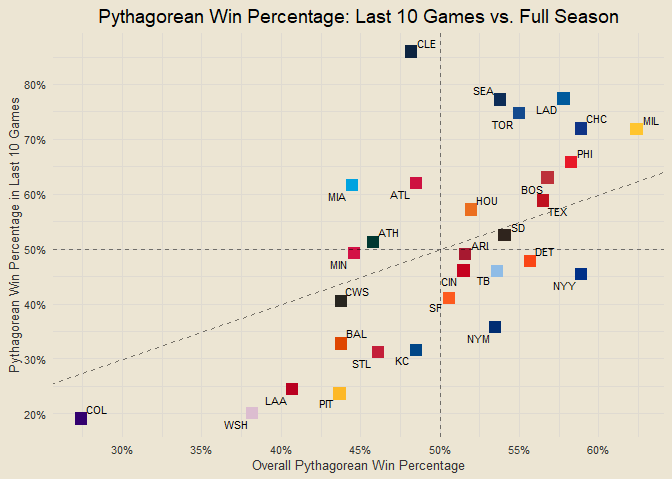 Pythagorean Win Percentage: Last 10 Games vs. Full Season
Pythagorean Win Percentage in Last 10 Games
80%
70%
60%
50%
40%
30%
20%
CLE
SEA
LAD
TOR
CHC
MIL
PHI
BOS
TEX
MIA
ATL
HOU
SD
ATH
MIN
ARI
DET
CIN
TB
NYY
CWS
SF
NYM
BAL
STL
KC
LAA
PIT
WSH
COL
30%
35%
40%
45%
50%
55%
60%
Overall Pythagorean Win Percentage